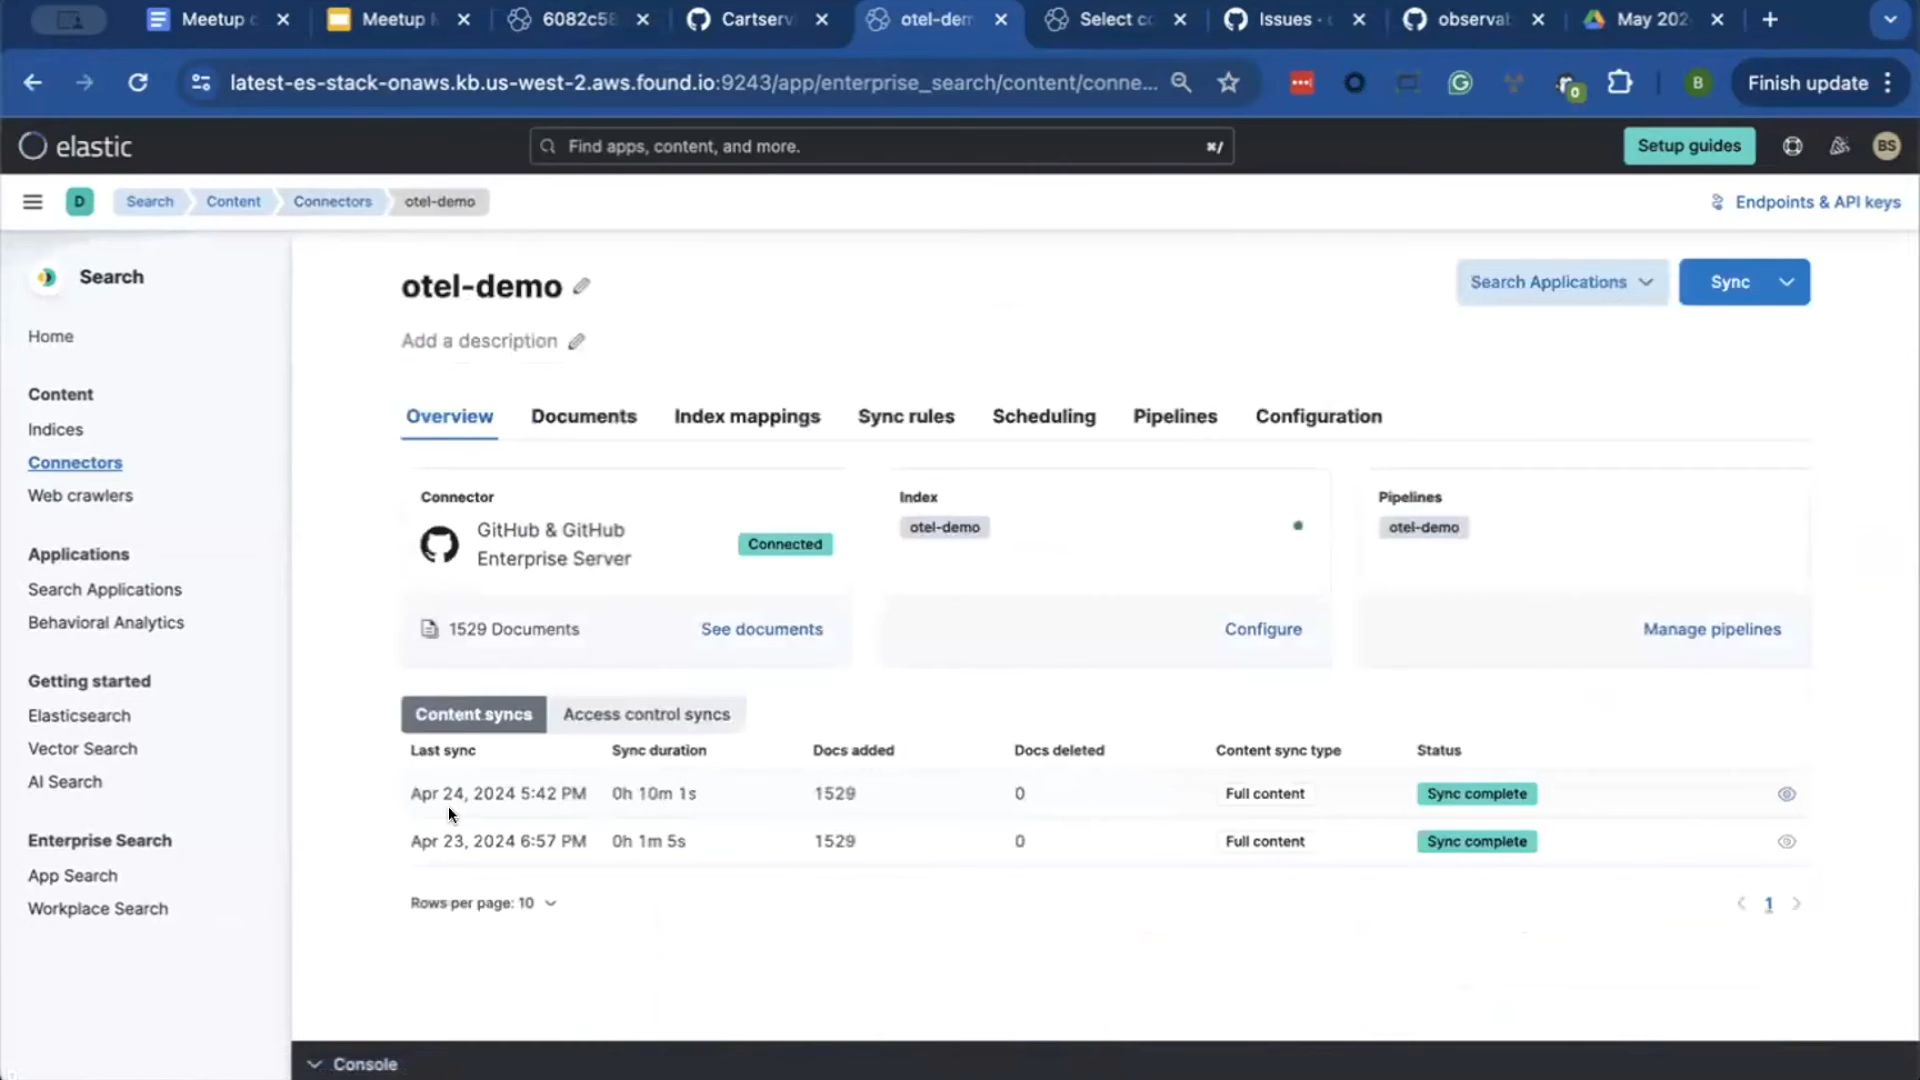 Meetup
Meetup
6082c58
Cartserv
otel-dem
Select co
Issues ·
observal
May 202
latest-es-stack-onaws.kb.us-west-2.aws.found.io:9243/app/enterprise_search/content/conne...
0
B
Finish update
elastic
Find apps, content, and more.
⌘/
Setup guides
BS
D
Search
Content
Connectors
otel-demo
Endpoints & API keys
Search
Home
Content
Indices
Connectors
Web crawlers
Applications
Search Applications
Behavioral Analytics
Getting started
Elasticsearch
Vector Search
AI Search
Enterprise Search
App Search
Workplace Search
otel-demo
Add a description
Search Applications
Sync
Overview
Documents
Index mappings
Sync rules
Scheduling
Pipelines
Configuration
Connector
GitHub & GitHub
Enterprise Server
Connected
1529 Documents
See documents
Index
otel-demo
Configure
Pipelines
otel-demo
Manage pipelines
Content syncs
Access control syncs
Last sync Sync duration Docs added Docs deleted Content sync type Status
Apr 24, 2024 5:42 PM 0h 10m 1s 1529 0 Full content Sync complete
Apr 23, 2024 6:57 PM 0h 1m 5s 1529 0 Full content Sync complete
Rows per page: 10
1
Console